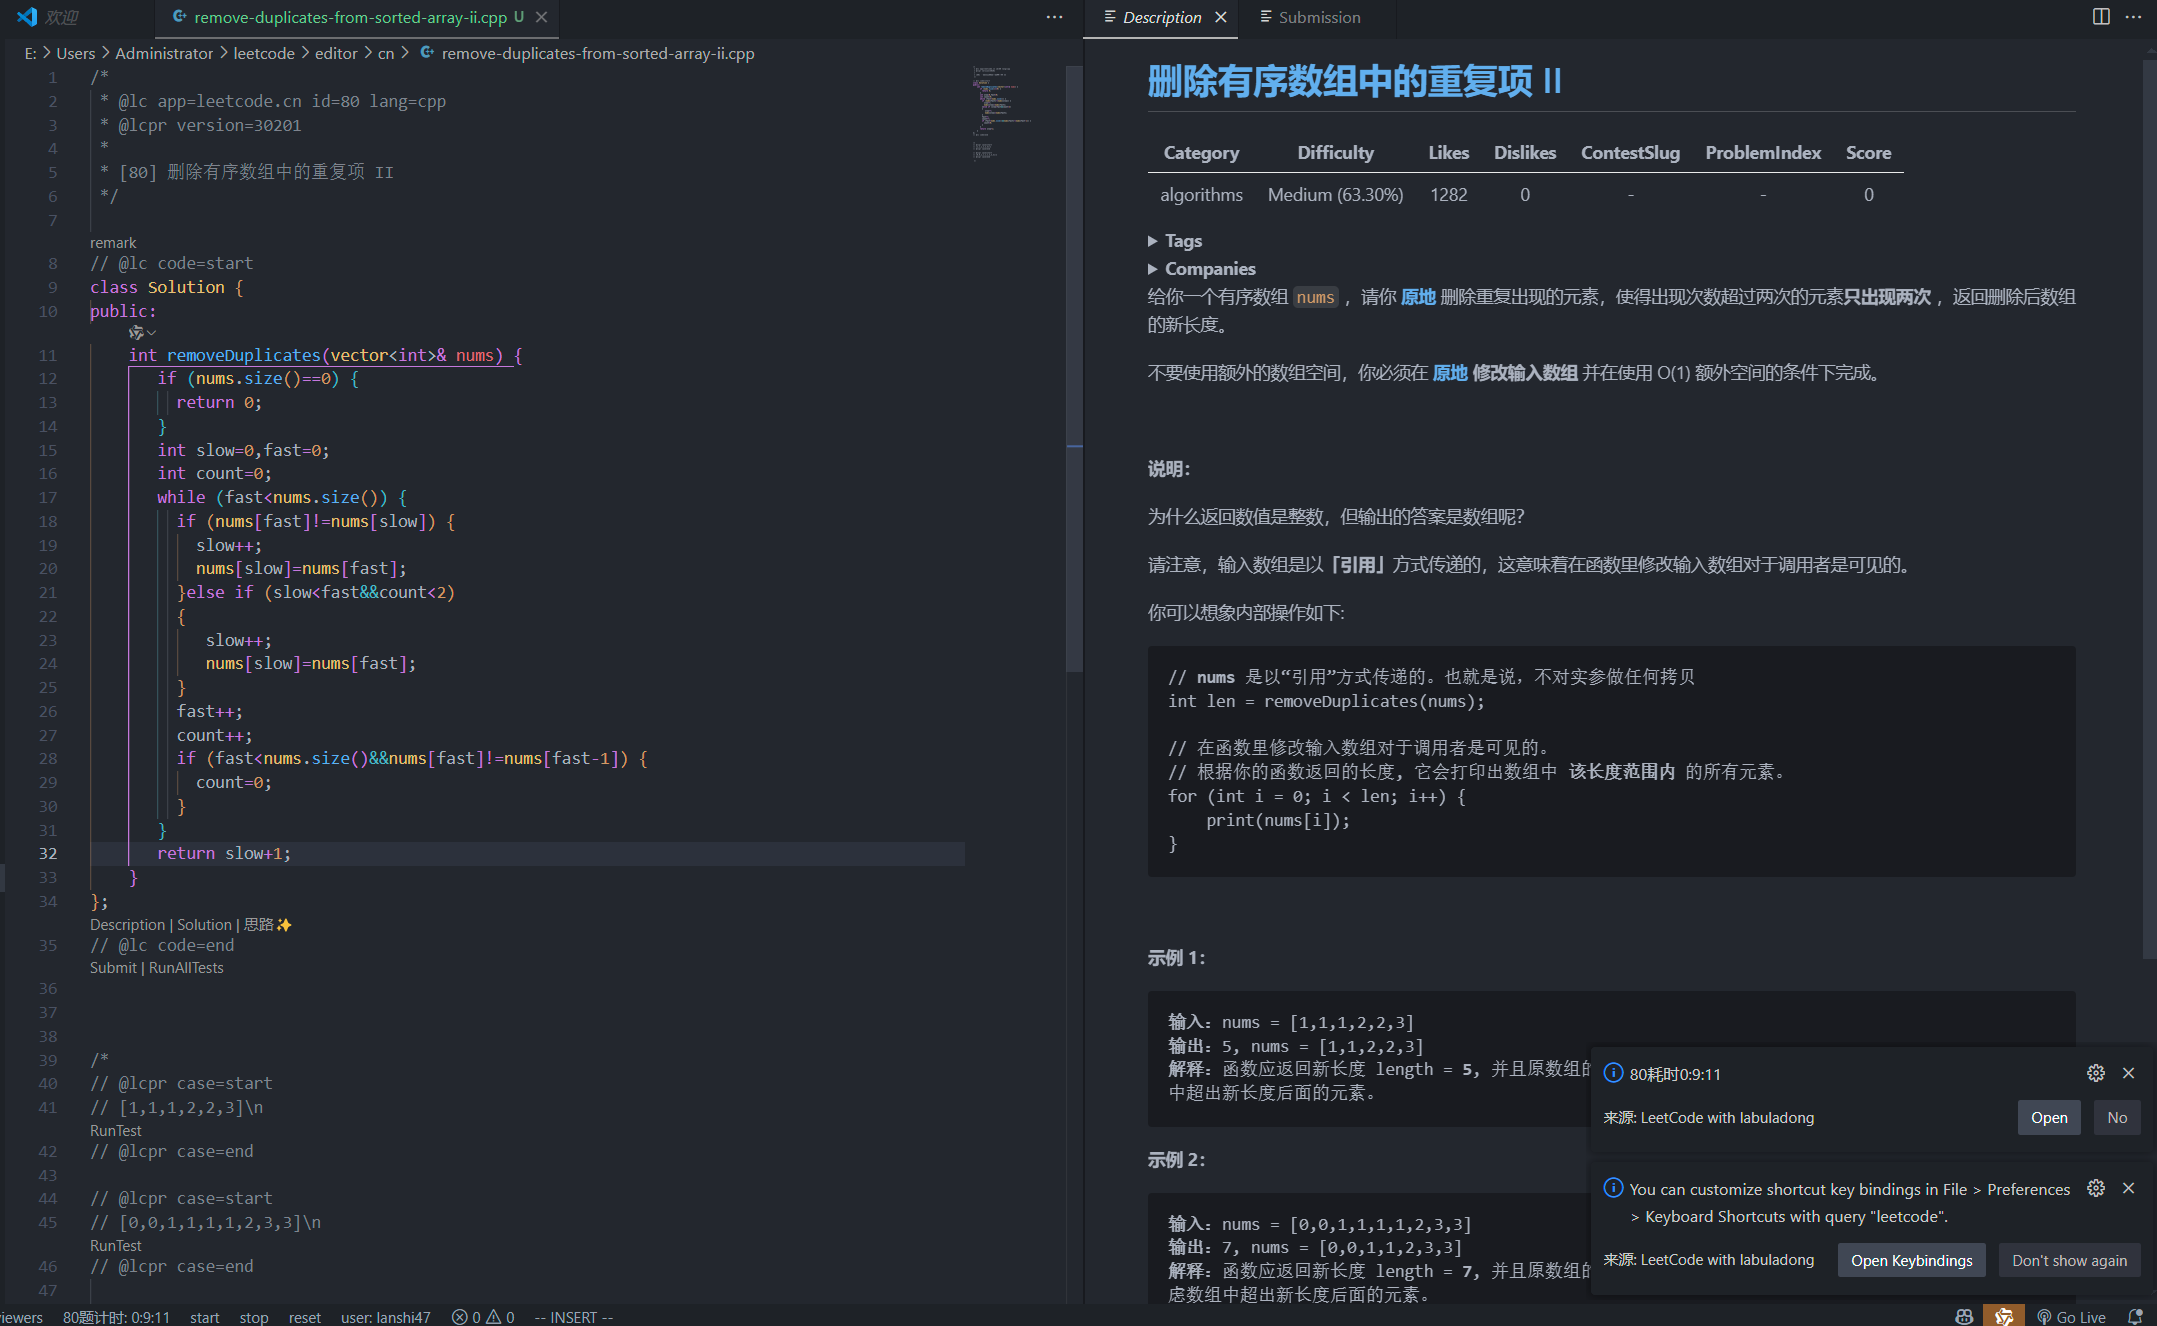 欢迎
remove-duplicates-from-sorted-array-ii.cpp U
Description
Submission
E: > Users > Administrator > leetcode > editor > cn > remove-duplicates-from-sorted-array-ii.cpp
1 /*
2 * @lc app=leetcode.cn id=80 lang=cpp
3 * @lcpr version=30201
4 *
5 * [80] 删除有序数组中的重复项 II
6 */
7
remark
8 // @lc code=start
9 class Solution {
10 public:
11 int removeDuplicates(vector<int>& nums) {
12 if (nums.size()==0) {
13 return 0;
14 }
15 int slow=0,fast=0;
16 int count=0;
17 while (fast<nums.size()) {
18 if (nums[fast]!=nums[slow]) {
19 slow++;
20 nums[slow]=nums[fast];
21 }else if (slow<fast&&count<2)
22 {
23 slow++;
24 nums[slow]=nums[fast];
25 }
26 fast++;
27 count++;
28 if (fast<nums.size()&&nums[fast]!=nums[fast-1]) {
29 count=0;
30 }
31 }
32 return slow+1;
33 }
34 };
Description | Solution | 思路✨
35 // @lc code=end
Submit | RunAllTests
36
37
38
39 /*
40 // @lcpr case=start
41 // [1,1,1,2,2,3]\n
RunTest
42 // @lcpr case=end
43
44 // @lcpr case=start
45 // [0,0,1,1,1,1,2,3,3]\n
RunTest
46 // @lcpr case=end
47
删除有序数组中的重复项 II
Category Difficulty Likes Dislikes ContestSlug ProblemIndex Score
algorithms Medium (63.30%) 1282 0 - - 0
Tags
Companies
给你一个有序数组 nums ，请你 原地 删除重复出现的元素，使得出现次数超过两次的元素只出现两次 ，返回删除后数组
的新长度。
不要使用额外的数组空间，你必须在 原地 修改输入数组 并在使用 O(1) 额外空间的条件下完成。
说明：
为什么返回数值是整数，但输出的答案是数组呢？
请注意，输入数组是以「引用」方式传递的，这意味着在函数里修改输入数组对于调用者是可见的。
你可以想象内部操作如下:
// nums 是以“引用”方式传递的。也就是说，不对实参做任何拷贝
int len = removeDuplicates(nums);
// 在函数里修改输入数组对于调用者是可见的。
// 根据你的函数返回的长度, 它会打印出数组中 该长度范围内 的所有元素。
for (int i = 0; i < len; i++) {
print(nums[i]);
}
示例 1：
输入：nums = [1,1,1,2,2,3]
输出：5, nums = [1,1,2,2,3]
解释：函数应返回新长度 length = 5, 并且原数组的
中超出新长度后面的元素。
示例 2：
输入：nums = [0,0,1,1,1,1,2,3,3]
输出：7, nums = [0,0,1,1,2,3,3]
解释：函数应返回新长度 length = 7, 并且原数组的
虑数组中超出新长度后面的元素。
80耗时0:9:11
来源: LeetCode with labuladong
Open
No
You can customize shortcut key bindings in File > Preferences
> Keyboard Shortcuts with query "leetcode".
来源: LeetCode with labuladong
Open Keybindings
Don't show again
iewers 80题计时: 0:9:11 start stop reset user: lanshi47 0 0 -- INSERT -- Go Live